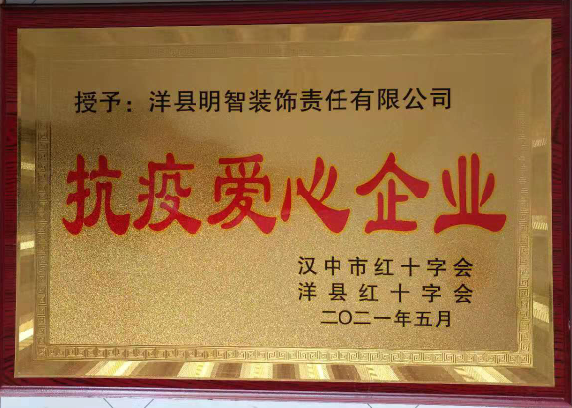 授予：洋县明智装饰责任有限公司
抗疫爱心企业
汉中市红十字会
洋县红十字会
二〇二一年五月